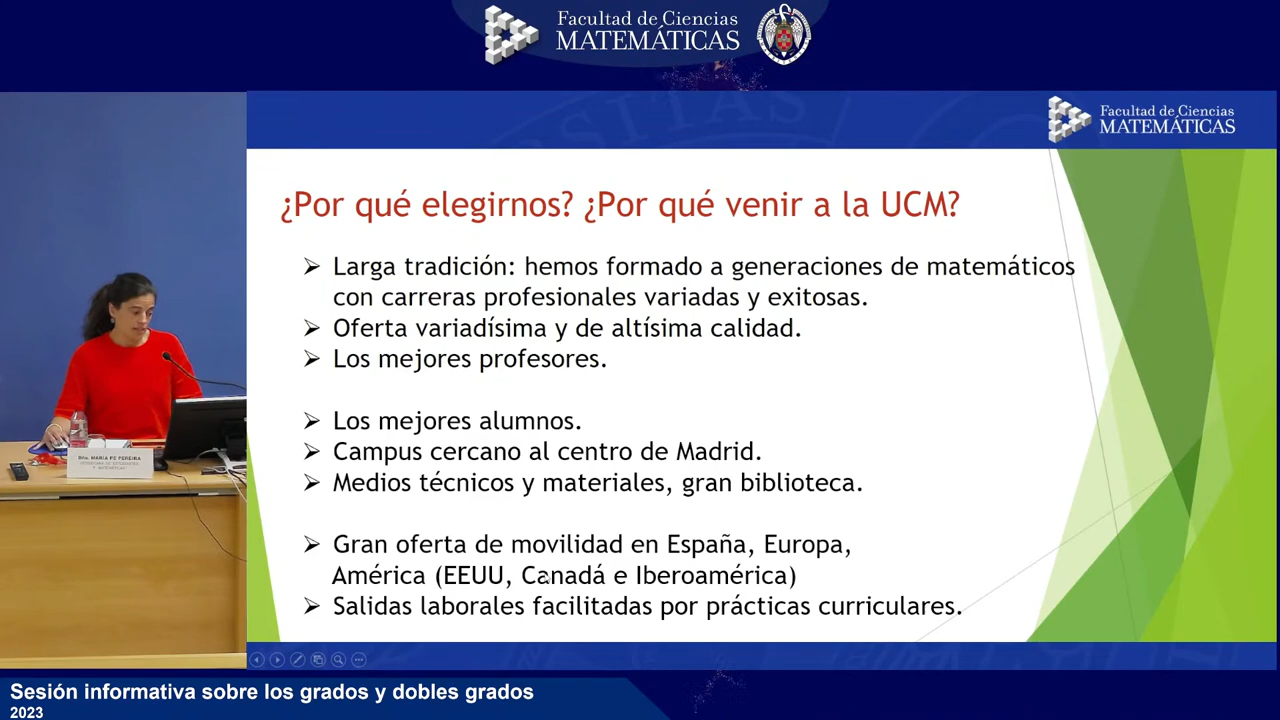 Facultad de Ciencias
MATEMÁTICAS
Facultad de Ciencias
MATEMÁTICAS
¿Por qué elegirnos? ¿Por qué venir a la UCM?
Larga tradición: hemos formado a generaciones de matemáticos
con carreras profesionales variadas y exitosas.
Oferta variadísima y de altísima calidad.
Los mejores profesores.
Los mejores alumnos.
Campus cercano al centro de Madrid.
Medios técnicos y materiales, gran biblioteca.
Gran oferta de movilidad en España, Europa,
América (EEUU, Canadá e Iberoamérica)
Salidas laborales facilitadas por prácticas curriculares.
MARÍA PE PEREIRA
Sesión informativa sobre los grados y dobles grados
2023